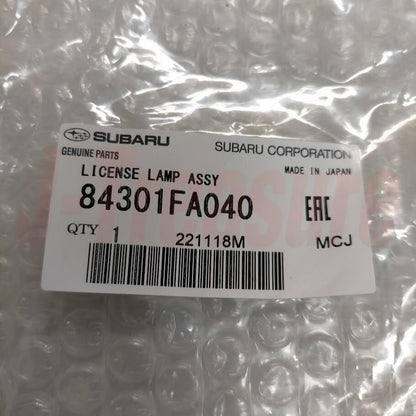 SUBARU SUBARU CORPORATION
GENUINE PARTS MADE IN JAPAN
LICENSE LAMP ASSY
84301FA040 EAC
QTY 1 221118M MCJ